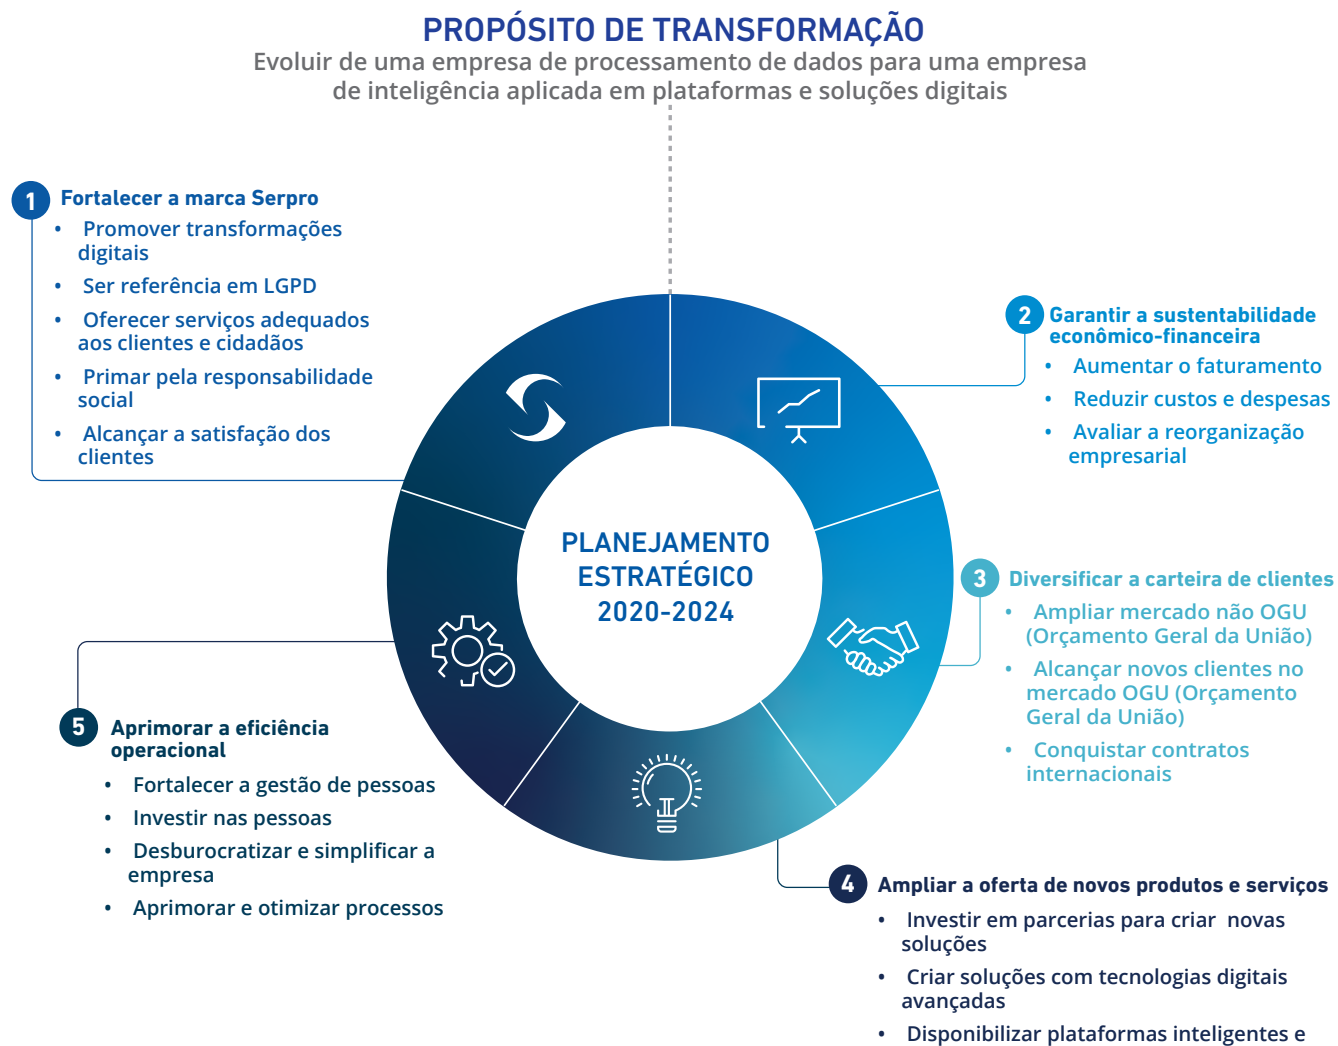 PROPÓSITO DE TRANSFORMAÇÃO
Evoluir de uma empresa de processamento de dados para uma empresa
de inteligência aplicada em plataformas e soluções digitais
1 Fortalecer a marca Serpro
• Promover transformações
digitais
• Ser referência em LGPD
• Oferecer serviços adequados
aos clientes e cidadãos
• Primar pela responsabilidade
social
• Alcançar a satisfação dos
clientes
2 Garantir a sustentabilidade
econômico-financeira
• Aumentar o faturamento
• Reduzir custos e despesas
• Avaliar a reorganização
empresarial
PLANEJAMENTO
ESTRATÉGICO
2020-2024
3 Diversificar a carteira de clientes
• Ampliar mercado não OGU
(Orçamento Geral da União)
• Alcançar novos clientes no
mercado OGU (Orçamento
Geral da União)
• Conquistar contratos
internacionais
4 Ampliar a oferta de novos produtos e serviços
• Investir em parcerias para criar novas
soluções
• Criar soluções com tecnologias digitais
avançadas
• Disponibilizar plataformas inteligentes e
5 Aprimorar a eficiência
operacional
• Fortalecer a gestão de pessoas
• Investir nas pessoas
• Desburocratizar e simplificar a
empresa
• Aprimorar e otimizar processos